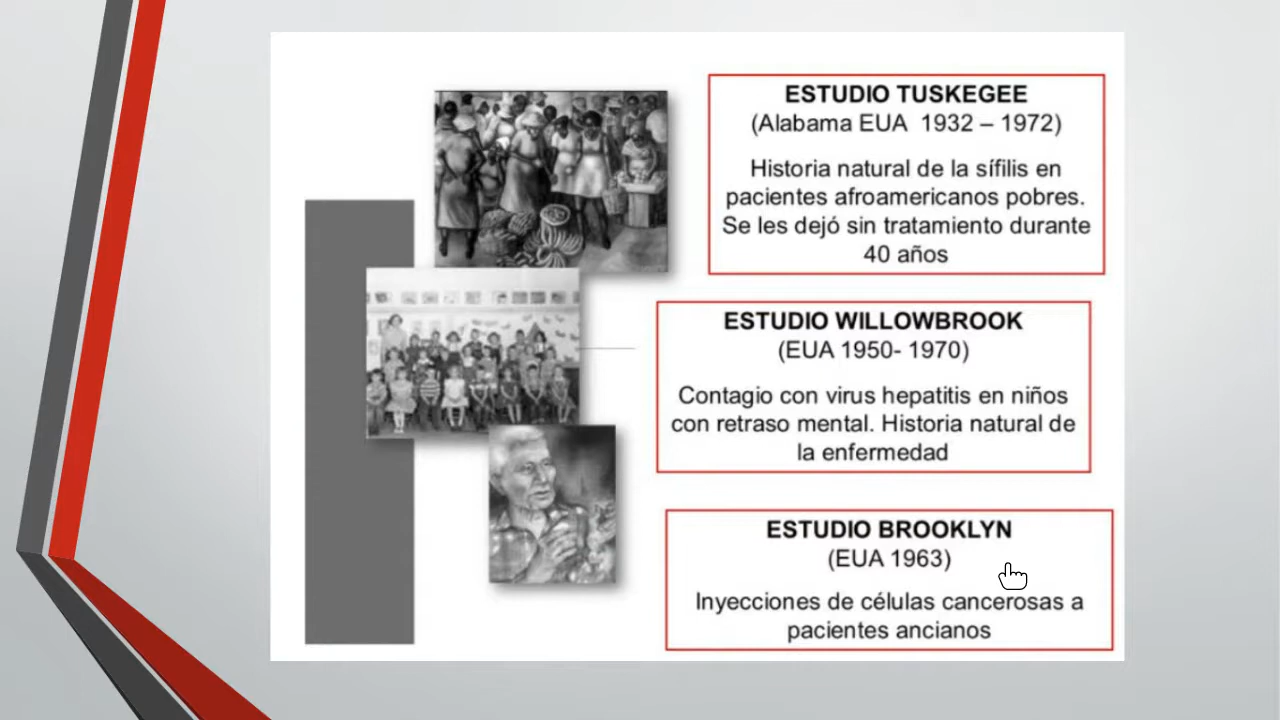 ESTUDIO TUSKEGEE
(Alabama EUA 1932 – 1972)
Historia natural de la sífilis en
pacientes afroamericanos pobres.
Se les dejó sin tratamiento durante
40 años
ESTUDIO WILLOWBROOK
(EUA 1950- 1970)
Contagio con virus hepatitis en niños
con retraso mental. Historia natural de
la enfermedad
ESTUDIO BROOKLYN
(EUA 1963)
Inyecciones de células cancerosas a
pacientes ancianos